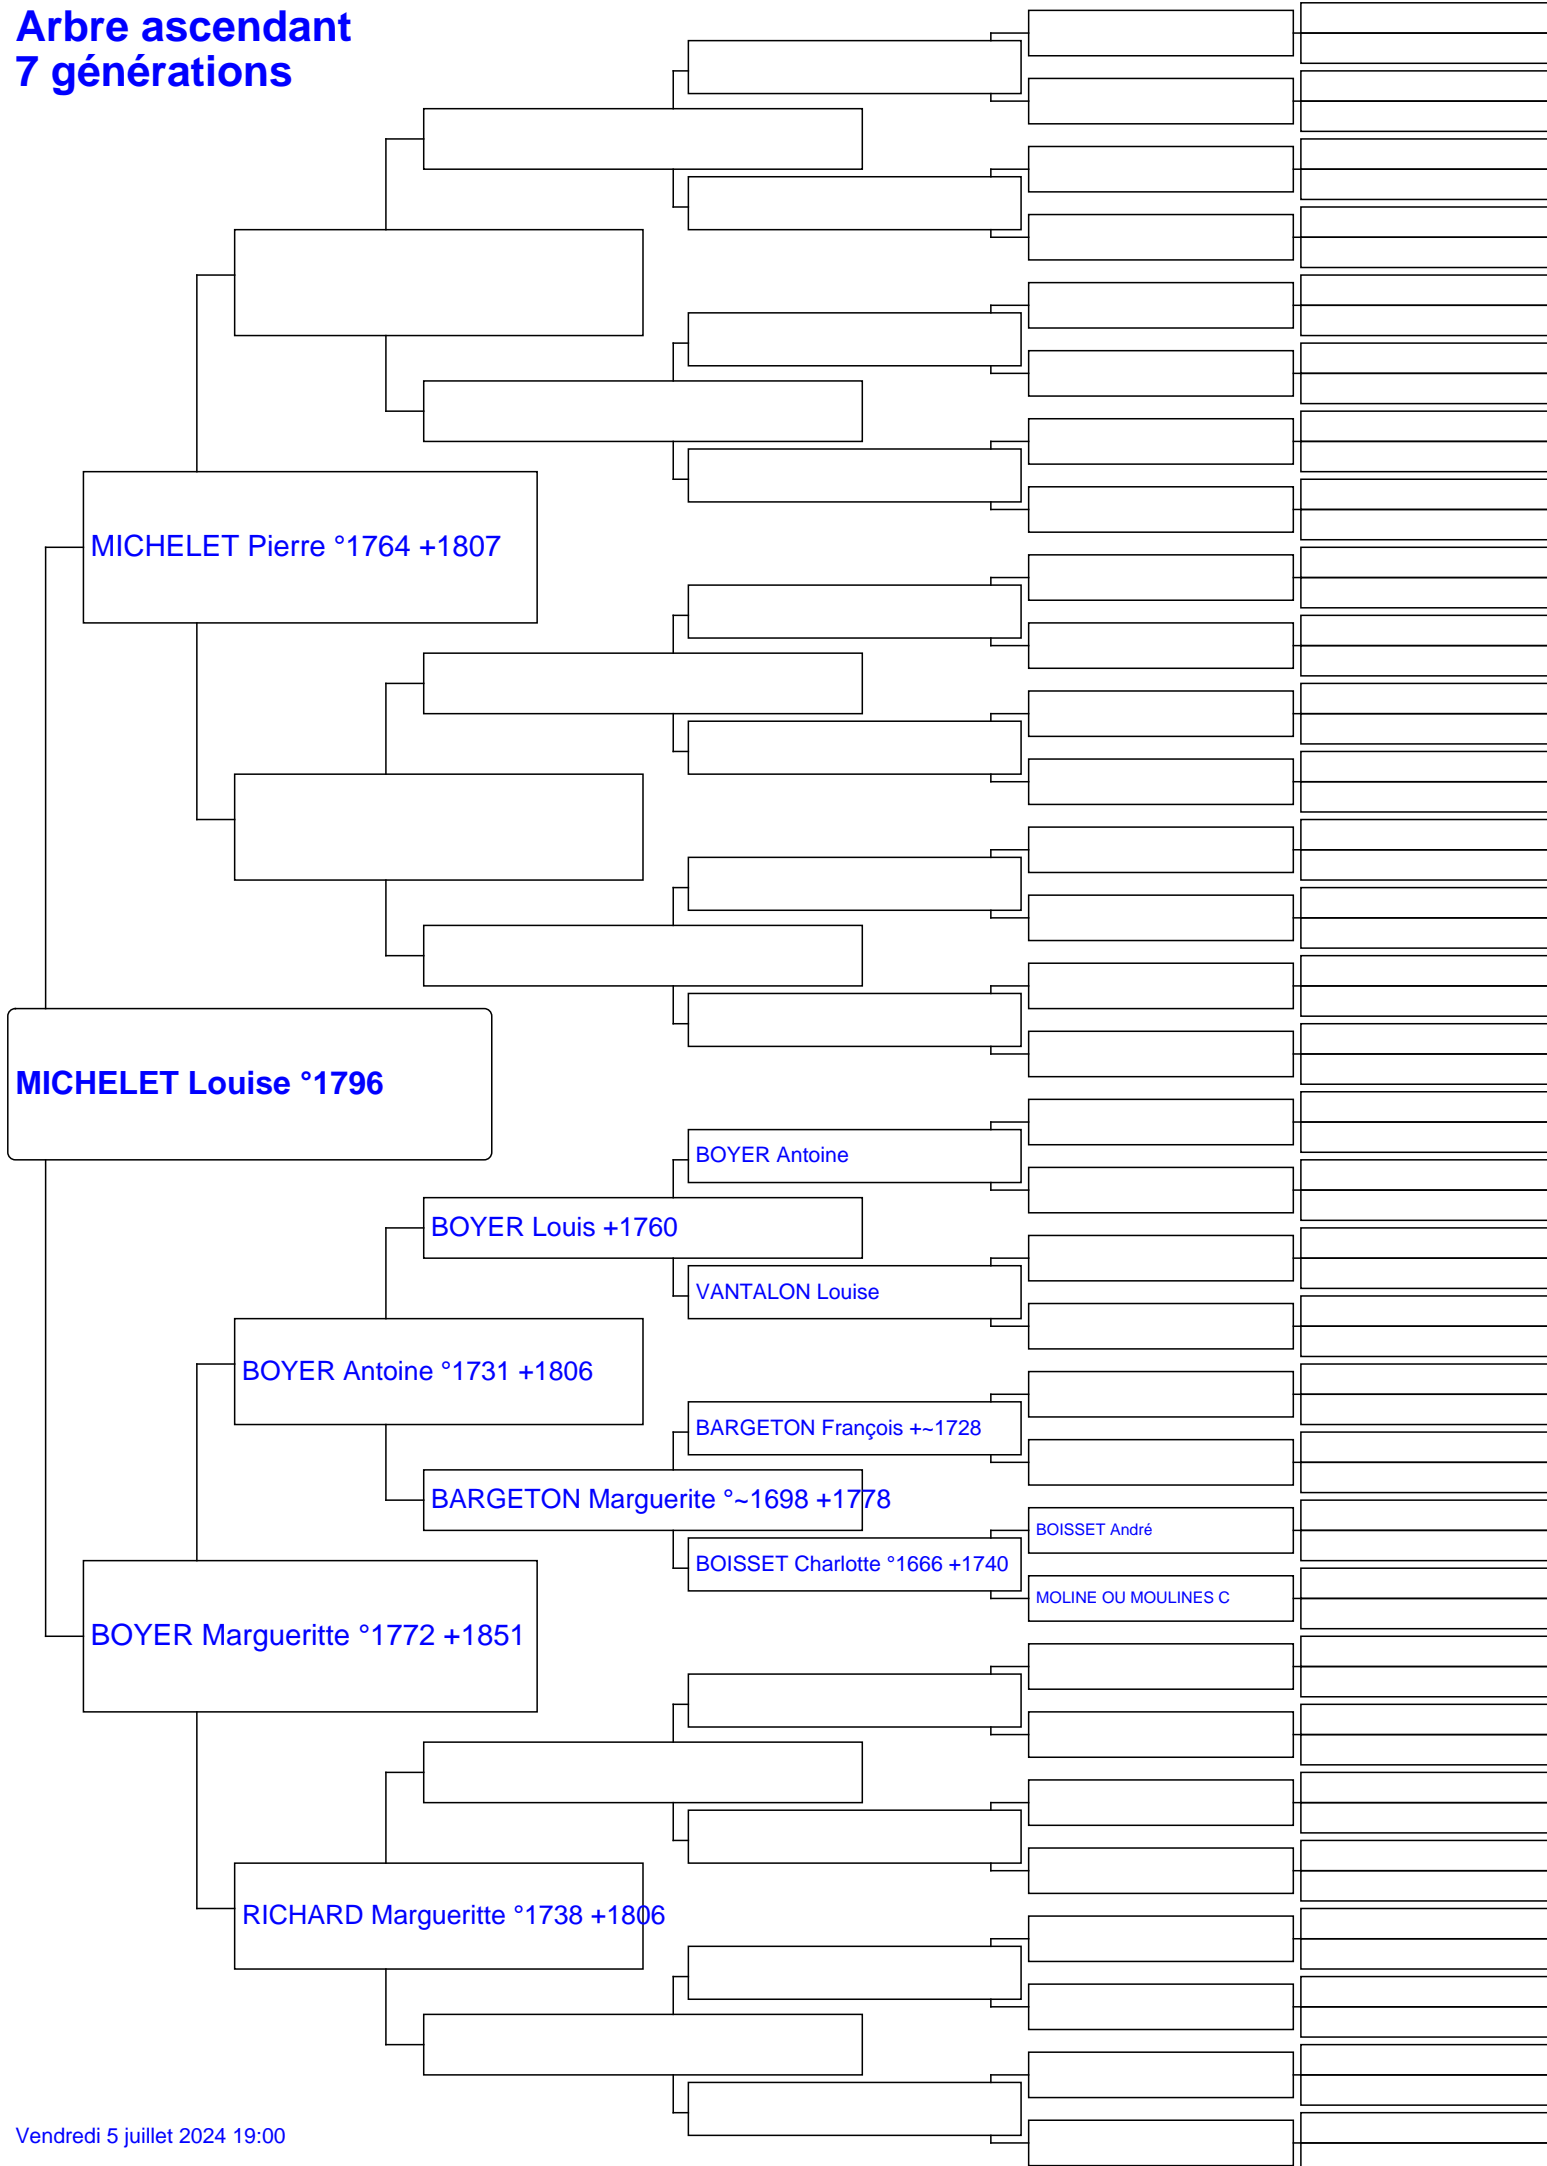 Arbre ascendant
7 générations
MICHELET Pierre °1764 +1807
MICHELET Louise °1796
BOYER Antoine
BOYER Louis +1760
VANTALON Louise
BOYER Antoine °1731 +1806
BARGETON François +~1728
BARGETON Marguerite °~1698 +1778
BOISSET André
BOISSET Charlotte °1666 +1740
MOLINE OU MOULINES C
BOYER Margueritte °1772 +1851
RICHARD Margueritte °1738 +1806
Vendredi 5 juillet 2024 19:00